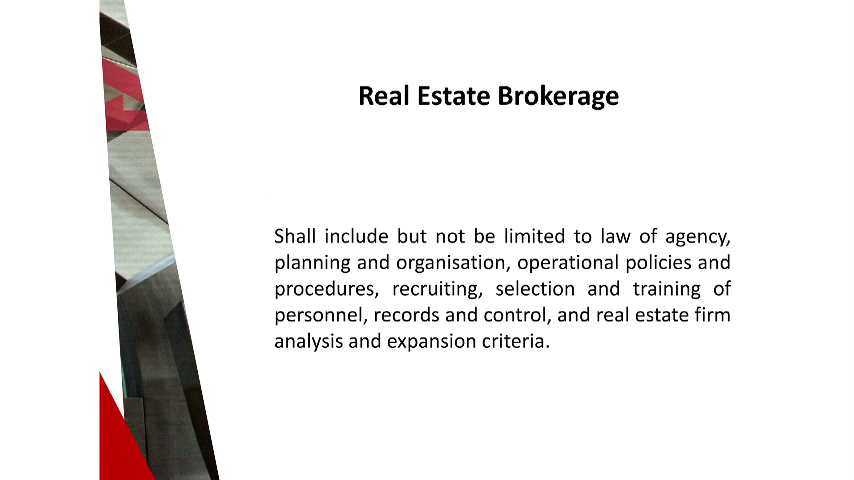 Real Estate Brokerage
Shall include but not be limited to law of agency,
planning and organisation, operational policies and
procedures, recruiting, selection and training of
personnel, records and control, and real estate firm
analysis and expansion criteria.